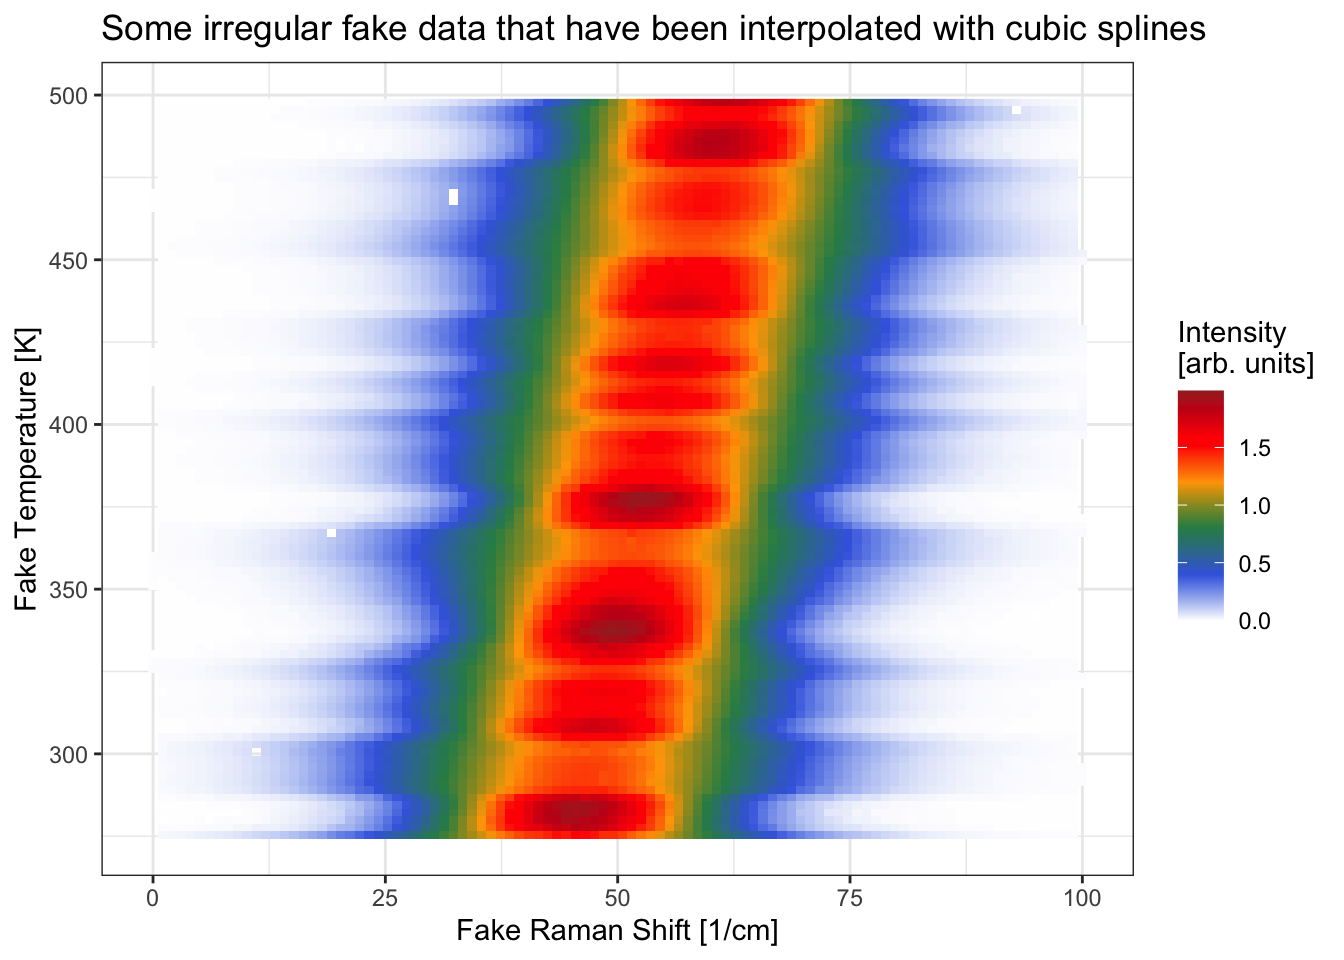 Some irregular fake data that have been interpolated with cubic splines
500
450
400
350
300
Fake Temperature [K]
0
25
50
75
100
Fake Raman Shift [1/cm]
Intensity
[arb. units]
1.5
1.0
0.5
0.0